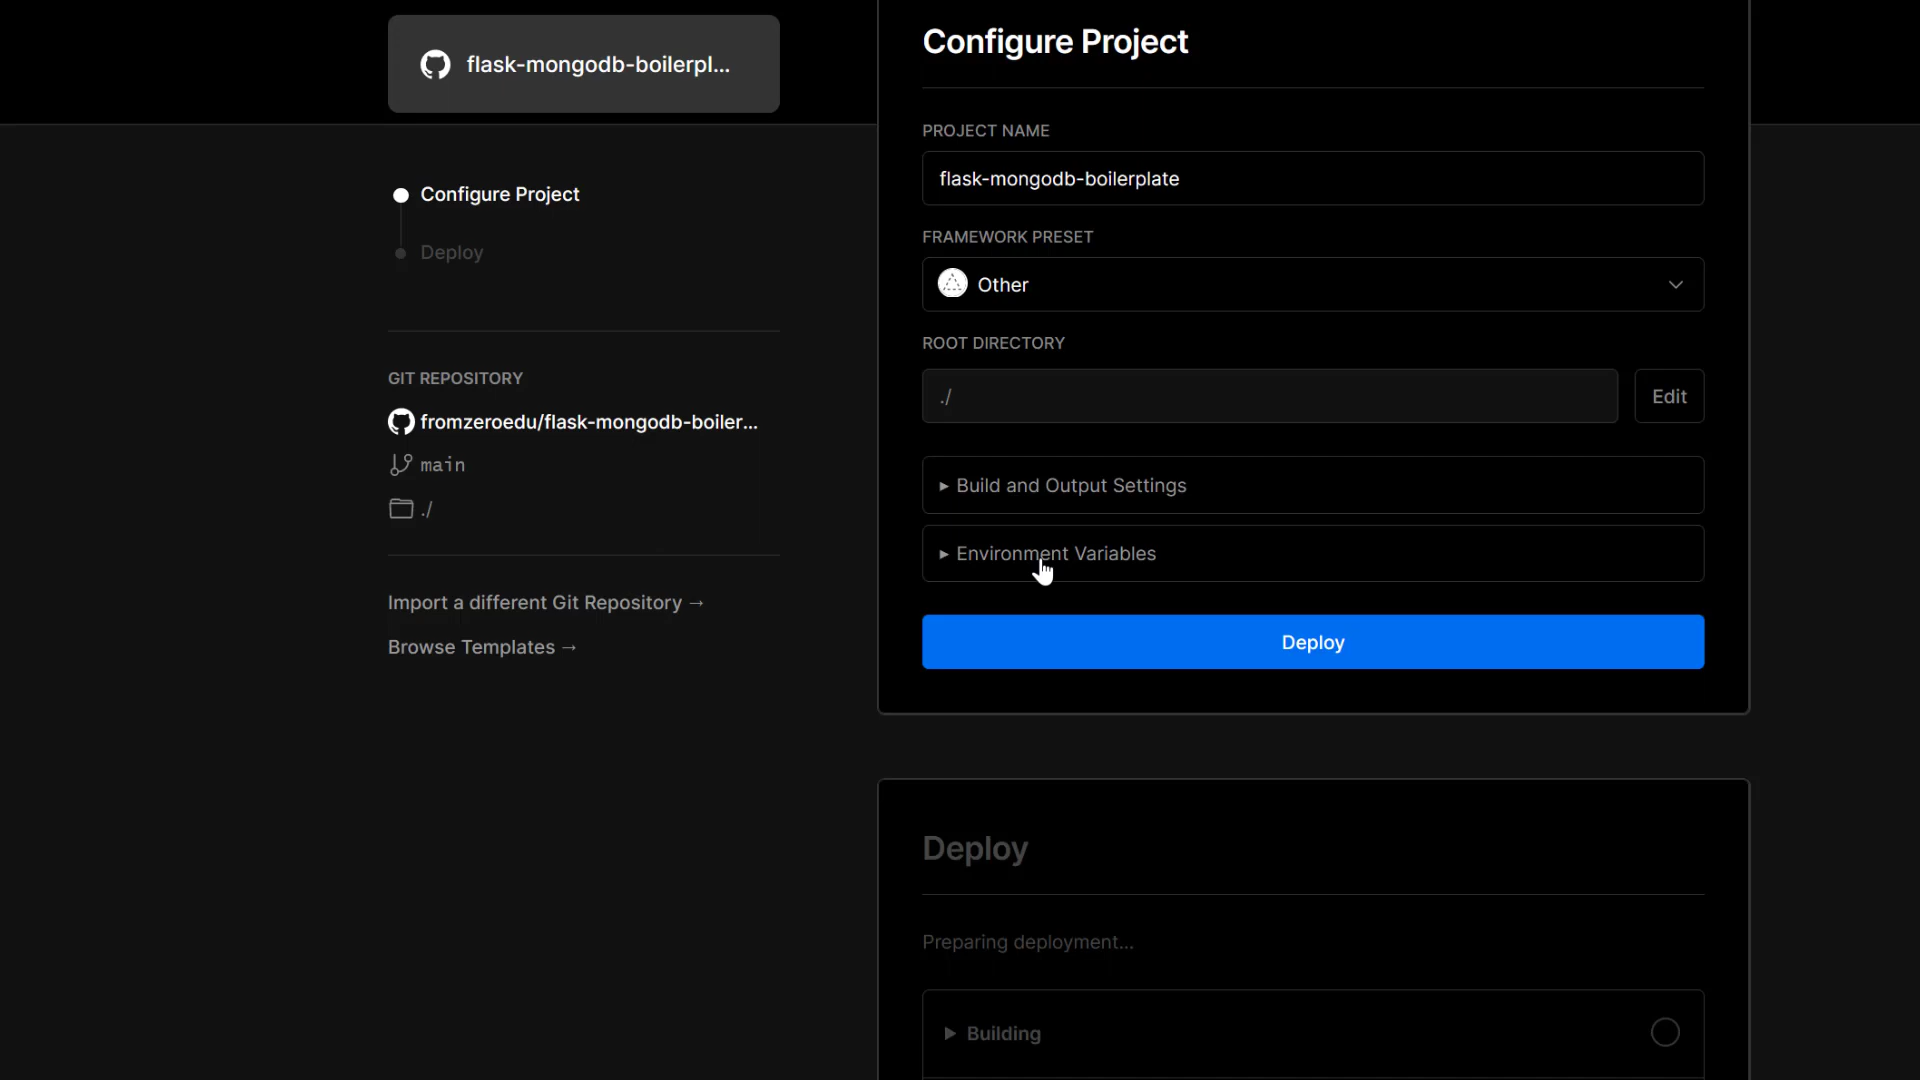 flask-mongodb-boilerpl...
Configure Project
Deploy
GIT REPOSITORY
fromzeroedu/flask-mongodb-boiler...
main
./
Import a different Git Repository →
Browse Templates →
Configure Project
PROJECT NAME
flask-mongodb-boilerplate
FRAMEWORK PRESET
Other
ROOT DIRECTORY
./
Edit
Build and Output Settings
Environment Variables
Deploy
Deploy
Preparing deployment...
Building